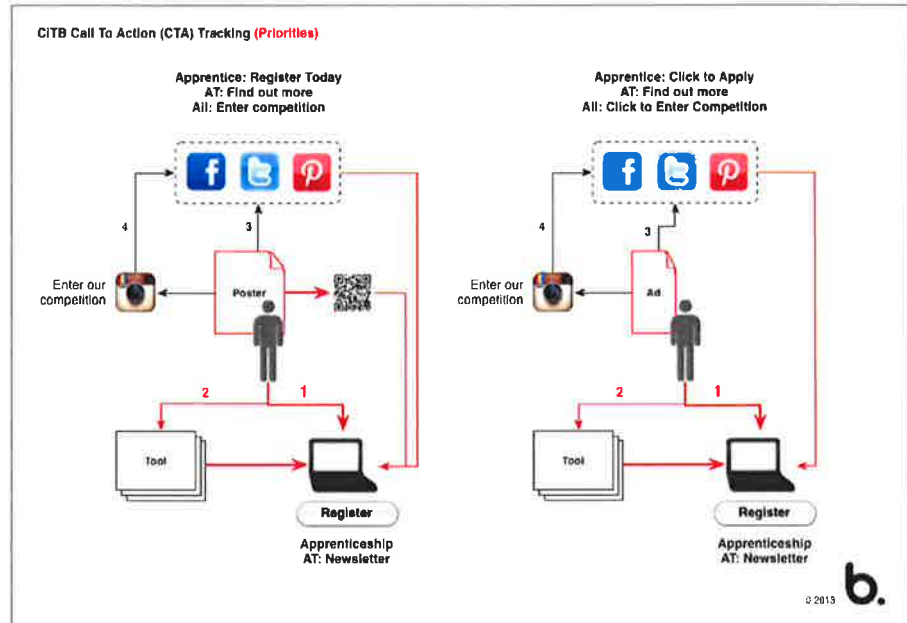 CiTB Call To Action (CTA) Tracking (Priorities)
Apprentice: Register Today
AT: Find out more
All: Enter competition
4
3
Enter our
competition
Poster
2
1
Tool
Register
Apprenticeship
AT: Newsletter
Apprentice: Click to Apply
AT: Find out more
All: Click to Enter Competition
4
3
Enter our
competition
Ad
2
1
Tool
Register
Apprenticeship
AT: Newsletter
© 2013
b.